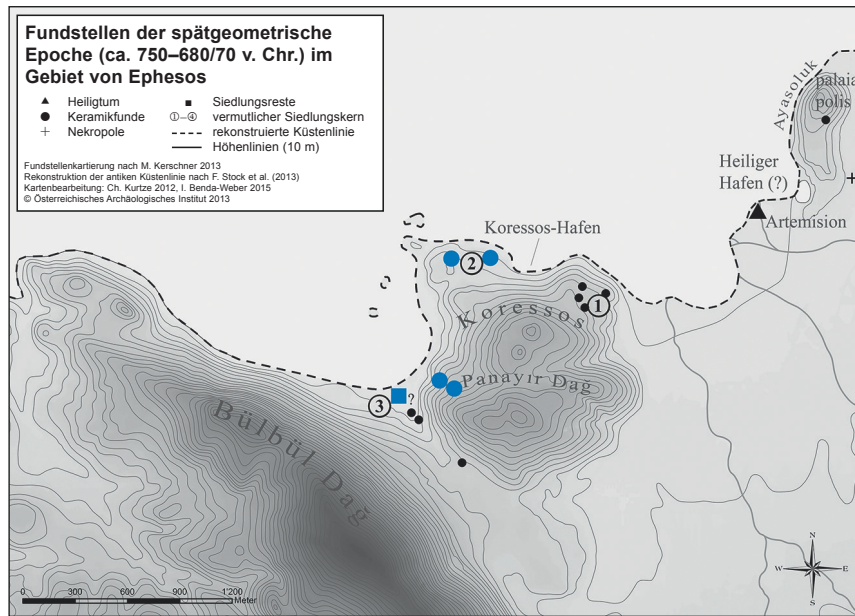 Fundstellen der spätgeometrische
Epoche (ca. 750–680/70 v. Chr.) im
Gebiet von Ephesos
Heiligtum
Keramikfunde
Nekropole
Siedlungsreste
①–④ vermutlicher Siedlungskern
rekonstruierte Küstenlinie
Höhenlinien (10 m)
Fundstellenkartierung nach M. Kerschner 2013
Rekonstruktion der antiken Küstenlinie nach F. Stock et al. (2013)
Kartenbearbeitung: Ch. Kurtze 2012, I. Benda-Weber 2015
© Österreichisches Archäologisches Institut 2013
Ayasoluk
palaia
polis
Heiliger
Hafen (?)
Artemision
Koressos-Hafen
②
①
Koressos
Panayır Dağ
③
?
Bülbül Dağ
N
W
E
S
0 300 600 900 1'200
Meter